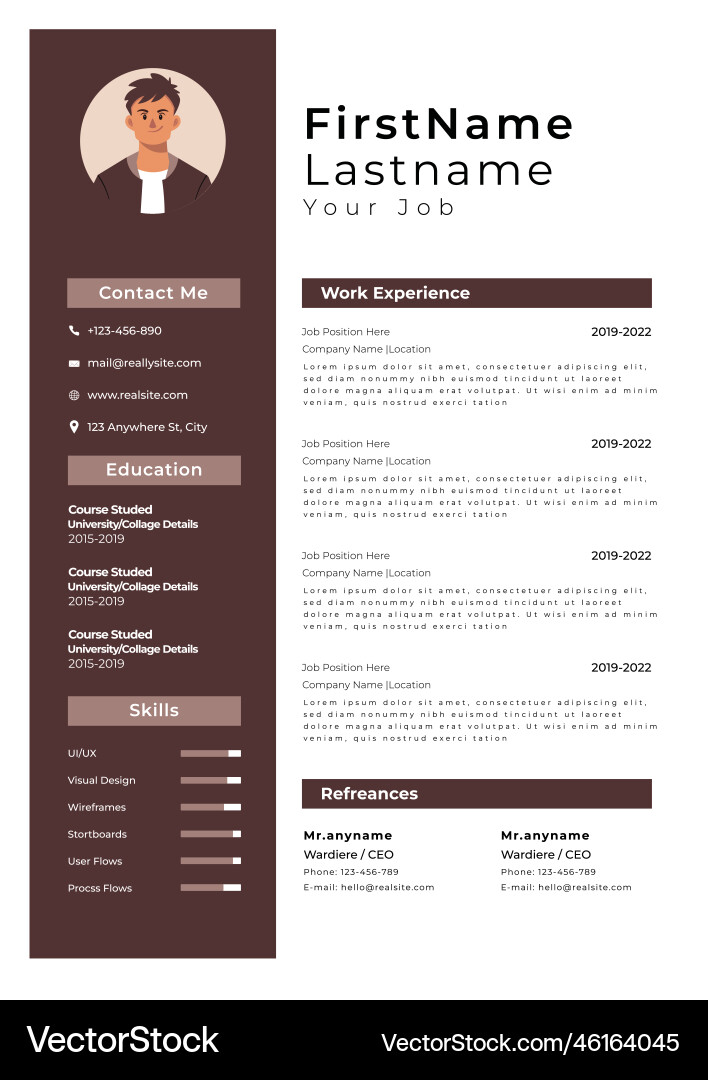 FirstName
Lastname
Your Job
Contact Me
+123-456-890
mail@reallysite.com
www.realsite.com
123 Anywhere St, City
Education
Course Studed
University/Collage Details
2015-2019
Course Studed
University/Collage Details
2015-2019
Course Studed
University/Collage Details
2015-2019
Skills
UI/UX
Visual Design
Wireframes
Stortboards
User Flows
Procss Flows
Work Experience
Job Position Here 2019-2022
Company Name |Location
Lorem ipsum dolor sit amet, consectetuer adipiscing elit,
sed diam nonummy nibh euismod tincidunt ut laoreet
dolore magna aliquam erat volutpat. Ut wisi enim ad minim
veniam, quis nostrud exerci tation
Job Position Here 2019-2022
Company Name |Location
Lorem ipsum dolor sit amet, consectetuer adipiscing elit,
sed diam nonummy nibh euismod tincidunt ut laoreet
dolore magna aliquam erat volutpat. Ut wisi enim ad minim
veniam, quis nostrud exerci tation
Job Position Here 2019-2022
Company Name |Location
Lorem ipsum dolor sit amet, consectetuer adipiscing elit,
sed diam nonummy nibh euismod tincidunt ut laoreet
dolore magna aliquam erat volutpat. Ut wisi enim ad minim
veniam, quis nostrud exerci tation
Job Position Here 2019-2022
Company Name |Location
Lorem ipsum dolor sit amet, consectetuer adipiscing elit,
sed diam nonummy nibh euismod tincidunt ut laoreet
dolore magna aliquam erat volutpat. Ut wisi enim ad minim
veniam, quis nostrud exerci tation
Refreances
Mr.anyname
Wardiere / CEO
Phone: 123-456-789
E-mail: hello@realsite.com
Mr.anyname
Wardiere / CEO
Phone: 123-456-789
E-mail: hello@realsite.com
VectorStock
VectorStock.com/46164045